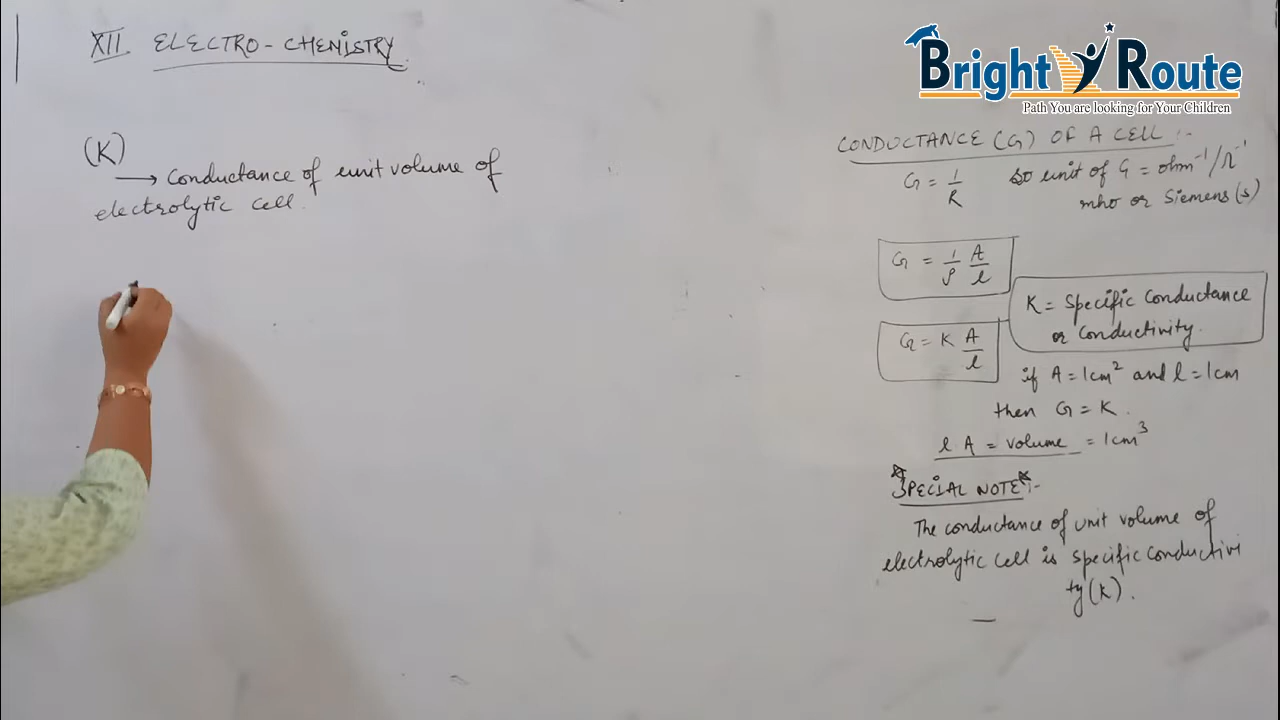 XII ELECTRO-CHEMISTRY
(K)
→ Conductance of unit volume of
electrolytic cell.
Bright Route
Path You are looking for Your Children
CONDUCTANCE (G) OF A CELL :-
G = 1/R so unit of G = ohm⁻¹/Ω⁻¹
mho or Siemens (s)
G = 1/ρ A/l
K = Specific Conductance
or Conductivity.
G = K A/l
if A = 1cm² and l = 1cm
then G = K.
l A = volume = 1cm³
SPECIAL NOTE :-
The conductance of unit volume of
electrolytic cell is specific conductivi
ty(K).